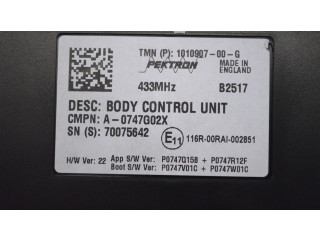 TMN (P): 1010907-00-G
PEKTRON
MADE IN
ENGLAND
433MHz B2517
DESC: BODY CONTROL UNIT
CMPN: A-0747G02X
SN (S): 70075642
E11 116R-00RAI-002851
H/W Ver: 22 App S/W Ver: P0747Q15B + P0747R12F
Boot S/W Ver: P0747V01C + P0747W01C